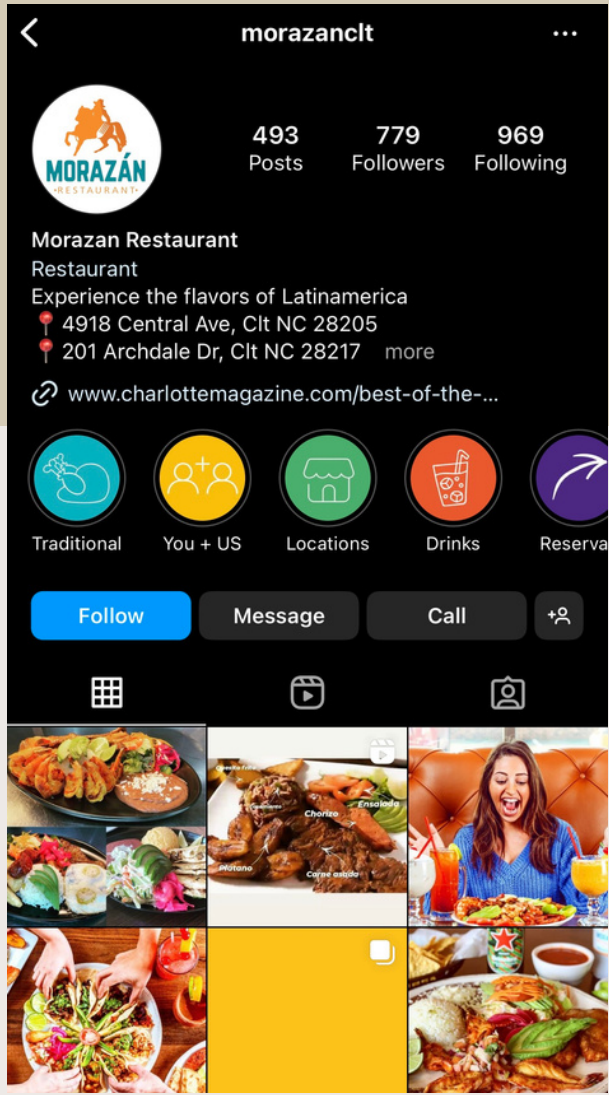 morazanclt
MORAZÁN
•RESTAURANT•
493
Posts
779
Followers
969
Following
Morazan Restaurant
Restaurant
Experience the flavors of Latinamerica
📍 4918 Central Ave, Clt NC 28205
📍 201 Archdale Dr, Clt NC 28217 more
www.charlottemagazine.com/best-of-the-...
Traditional
You + US
Locations
Drinks
Reserva
Follow
Message
Call
Ensalada
Chorizo
Plátano
Carne asada